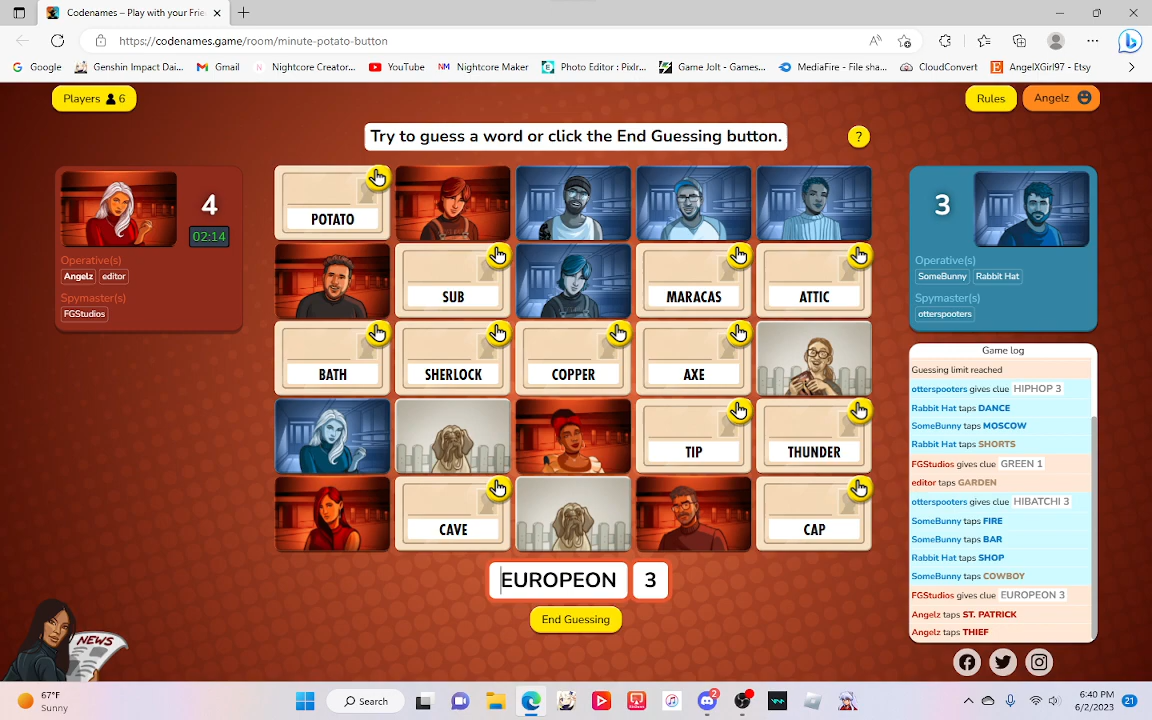 Codenames – Play with your Frie
https://codenames.game/room/minute-potato-button
Google
Genshin Impact Dai...
Gmail
Nightcore Creator...
YouTube
NM
Nightcore Maker
Photo Editor : Pixlr...
Game Jolt - Games...
MediaFire - File sha...
CloudConvert
AngelXGirl97 - Etsy
Players 6
Rules
Angelz
Try to guess a word or click the End Guessing button.
?
4
02:14
Operative(s)
Angelz editor
Spymaster(s)
FGStudios
POTATO
SUB
MARACAS
ATTIC
BATH
SHERLOCK
COPPER
AXE
TIP
THUNDER
CAVE
CAP
3
Operative(s)
SomeBunny Rabbit Hat
Spymaster(s)
otterspooters
Game log
Guessing limit reached
otterspooters gives clue HIPHOP 3
Rabbit Hat taps DANCE
SomeBunny taps MOSCOW
Rabbit Hat taps SHORTS
FGStudios gives clue GREEN 1
editor taps GARDEN
otterspooters gives clue HIBATCHI 3
SomeBunny taps FIRE
SomeBunny taps BAR
Rabbit Hat taps SHOP
SomeBunny taps COWBOY
FGStudios gives clue EUROPEON 3
Angelz taps ST. PATRICK
Angelz taps THIEF
EUROPEON 3
End Guessing
NEWS
67°F
Sunny
Search
2
6:40 PM
6/2/2023
21